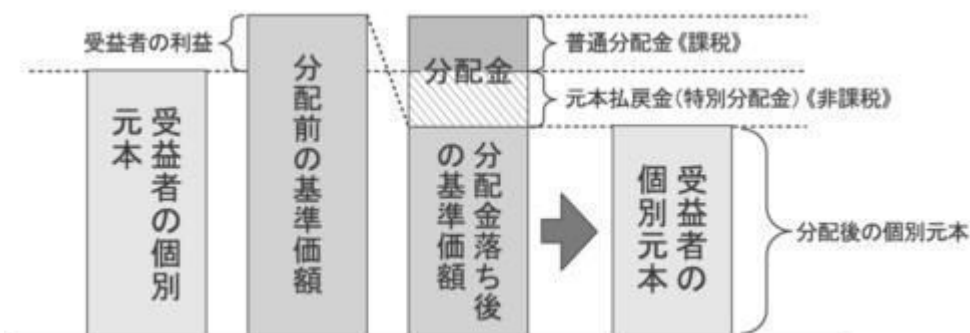 受益者の利益
受益者の個別
元本
分配前の基準価額
分配金
分配金落ち後
の基準価額
普通分配金《課税》
元本払戻金(特別分配金)《非課税》
受益者の
個別元本
分配後の個別元本